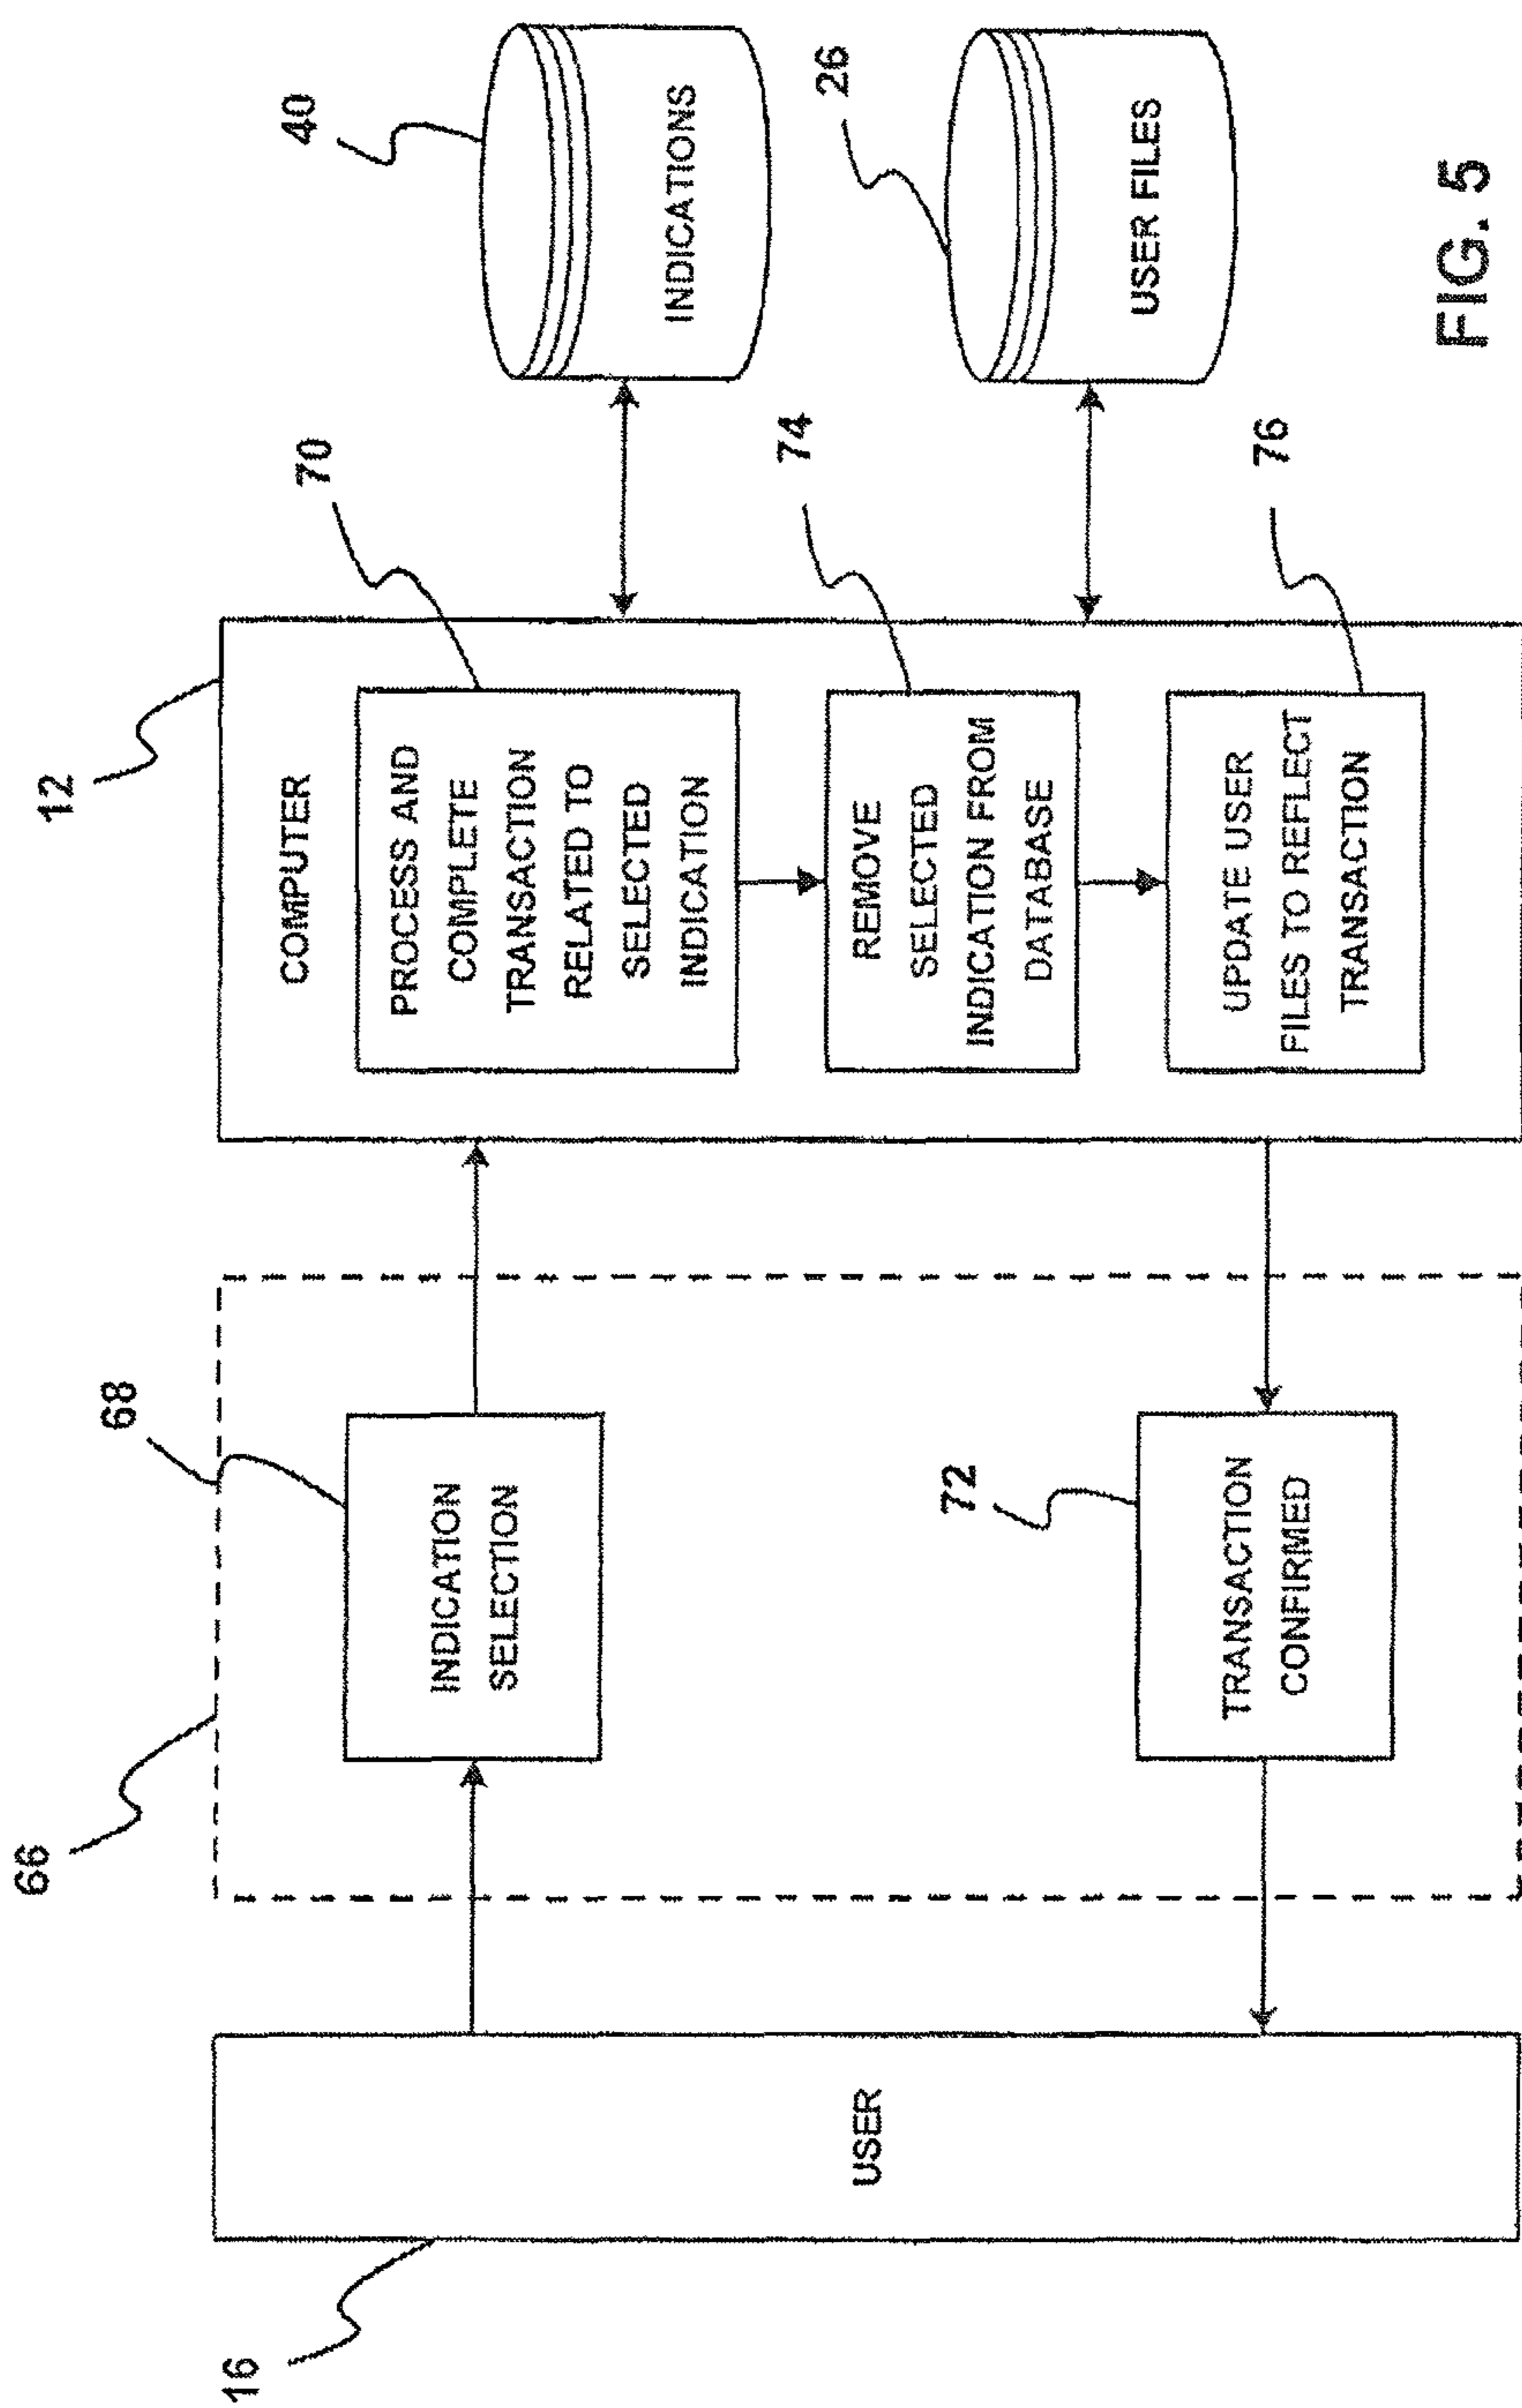 16
USER
66
68
INDICATION
SELECTION
72
TRANSACTION
CONFIRMED
12
COMPUTER
70
PROCESS AND
COMPLETE
TRANSACTION
RELATED TO
SELECTED
INDICATION
74
REMOVE
SELECTED
INDICATION FROM
DATABASE
76
UPDATE USER
FILES TO REFLECT
TRANSACTION
40
INDICATIONS
26
USER FILES
FIG. 5